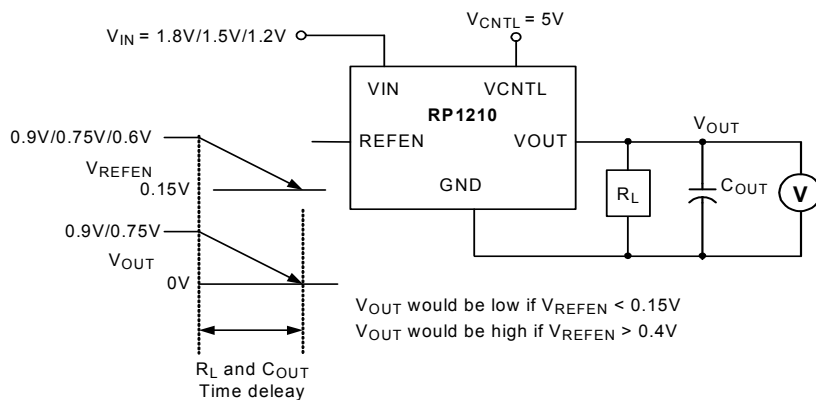 VCNTL = 5V
VIN = 1.8V/1.5V/1.2V
VIN
VCNTL
RP1210
REFEN
VOUT
GND
0.9V/0.75V/0.6V
VREFEN
0.15V
0.9V/0.75V
VOUT
0V
VOUT
RL
COUT
V
VOUT would be low if VREFEN < 0.15V
VOUT would be high if VREFEN > 0.4V
RL and COUT
Time deleay